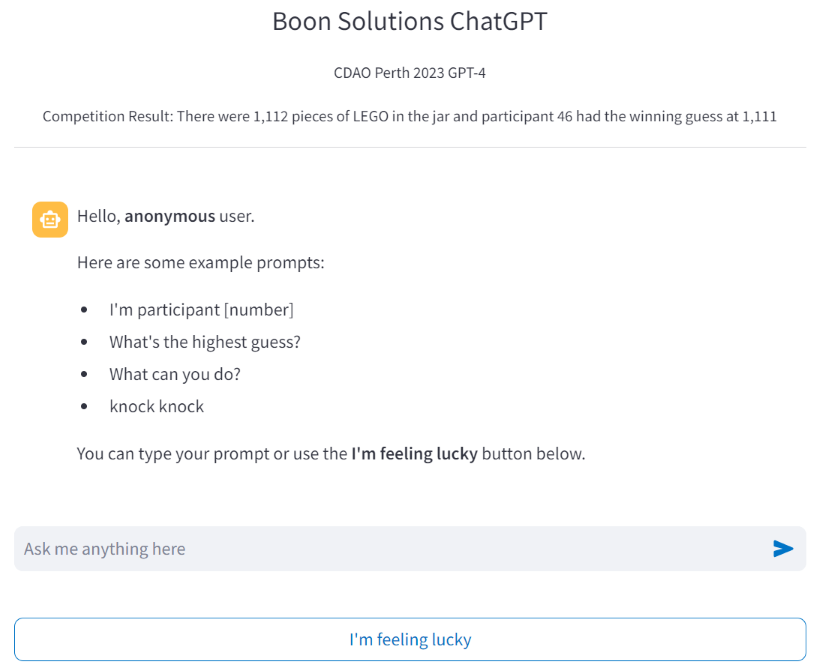 Boon Solutions ChatGPT
CDAO Perth 2023 GPT-4
Competition Result: There were 1,112 pieces of LEGO in the jar and participant 46 had the winning guess at 1,111
Hello, anonymous user.
Here are some example prompts:
• I'm participant [number]
• What's the highest guess?
• What can you do?
• knock knock
You can type your prompt or use the I'm feeling lucky button below.
Ask me anything here
I'm feeling lucky